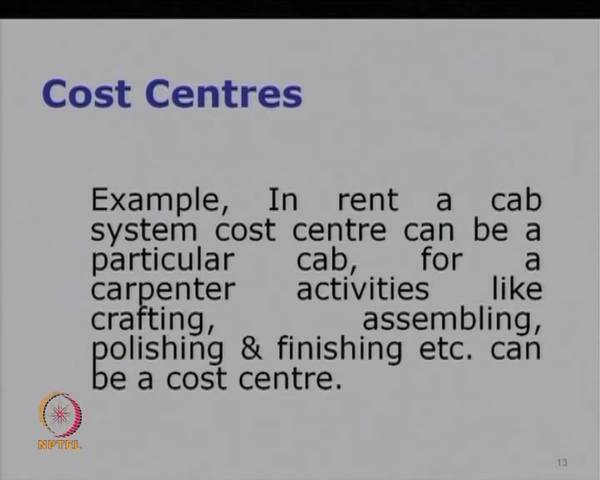 Cost Centres
Example, In rent a cab
system cost centre can be a
particular cab, for a
carpenter activities like
crafting, assembling,
polishing & finishing etc. can
be a cost centre.
NPTEL
13